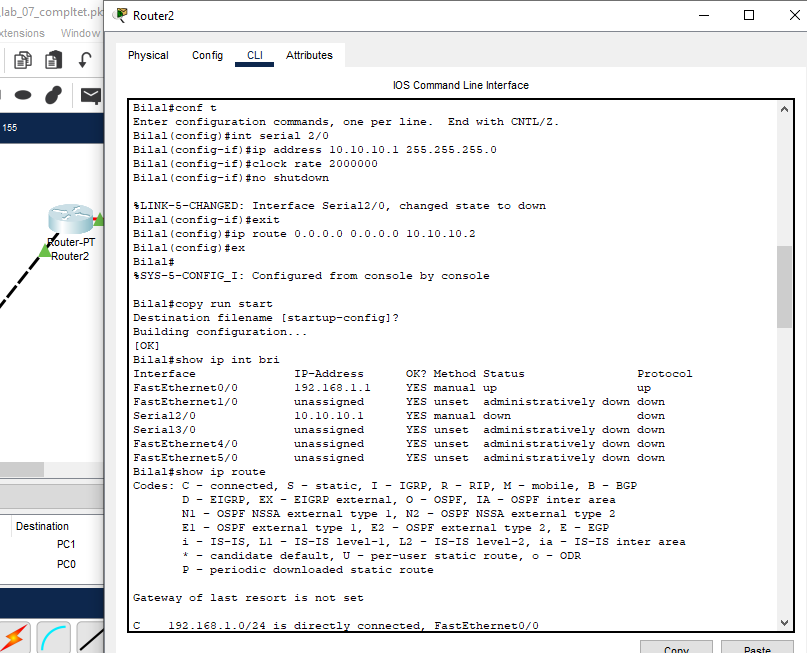 _lab_07_compltet.pk
Router2
xtensions Window
Physical Config CLI Attributes
IOS Command Line Interface
155
Router-PT
Router2
Bilal#conf t
Enter configuration commands, one per line.  End with CNTL/Z.
Bilal(config)#int serial 2/0
Bilal(config-if)#ip address 10.10.10.1 255.255.255.0
Bilal(config-if)#clock rate 2000000
Bilal(config-if)#no shutdown
%LINK-5-CHANGED: Interface Serial2/0, changed state to down
Bilal(config-if)#exit
Bilal(config)#ip route 0.0.0.0 0.0.0.0 10.10.10.2
Bilal(config)#ex
Bilal#
%SYS-5-CONFIG_I: Configured from console by console
Bilal#copy run start
Destination filename [startup-config]?
Building configuration...
[OK]
Bilal#show ip int bri
Interface              IP-Address      OK? Method Status                Protocol
FastEthernet0/0        192.168.1.1     YES manual up                    up
FastEthernet1/0        unassigned      YES unset  administratively down down
Serial2/0              10.10.10.1      YES manual down                  down
Serial3/0              unassigned      YES unset  administratively down down
FastEthernet4/0        unassigned      YES unset  administratively down down
FastEthernet5/0        unassigned      YES unset  administratively down down
Bilal#show ip route
Codes: C - connected, S - static, I - IGRP, R - RIP, M - mobile, B - BGP
       D - EIGRP, EX - EIGRP external, O - OSPF, IA - OSPF inter area
       N1 - OSPF NSSA external type 1, N2 - OSPF NSSA external type 2
       E1 - OSPF external type 1, E2 - OSPF external type 2, E - EGP
       i - IS-IS, L1 - IS-IS level-1, L2 - IS-IS level-2, ia - IS-IS inter area
       * - candidate default, U - per-user static route, o - ODR
       P - periodic downloaded static route
Gateway of last resort is not set
C    192.168.1.0/24 is directly connected, FastEthernet0/0
Destination
PC1
PC0
Copy Paste